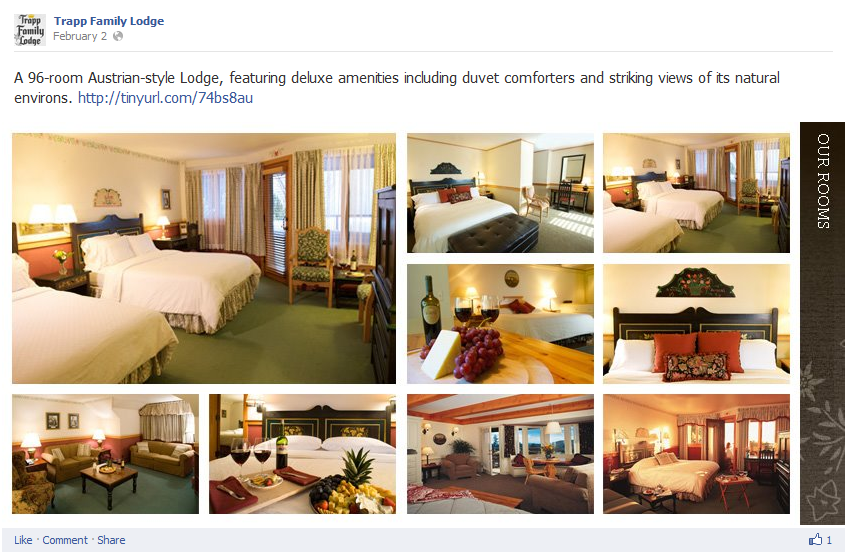 Trapp
Family
Lodge
Trapp Family Lodge
February 2
A 96-room Austrian-style Lodge, featuring deluxe amenities including duvet comforters and striking views of its natural
environs. http://tinyurl.com/74bs8au
OUR ROOMS
Like · Comment · Share
1